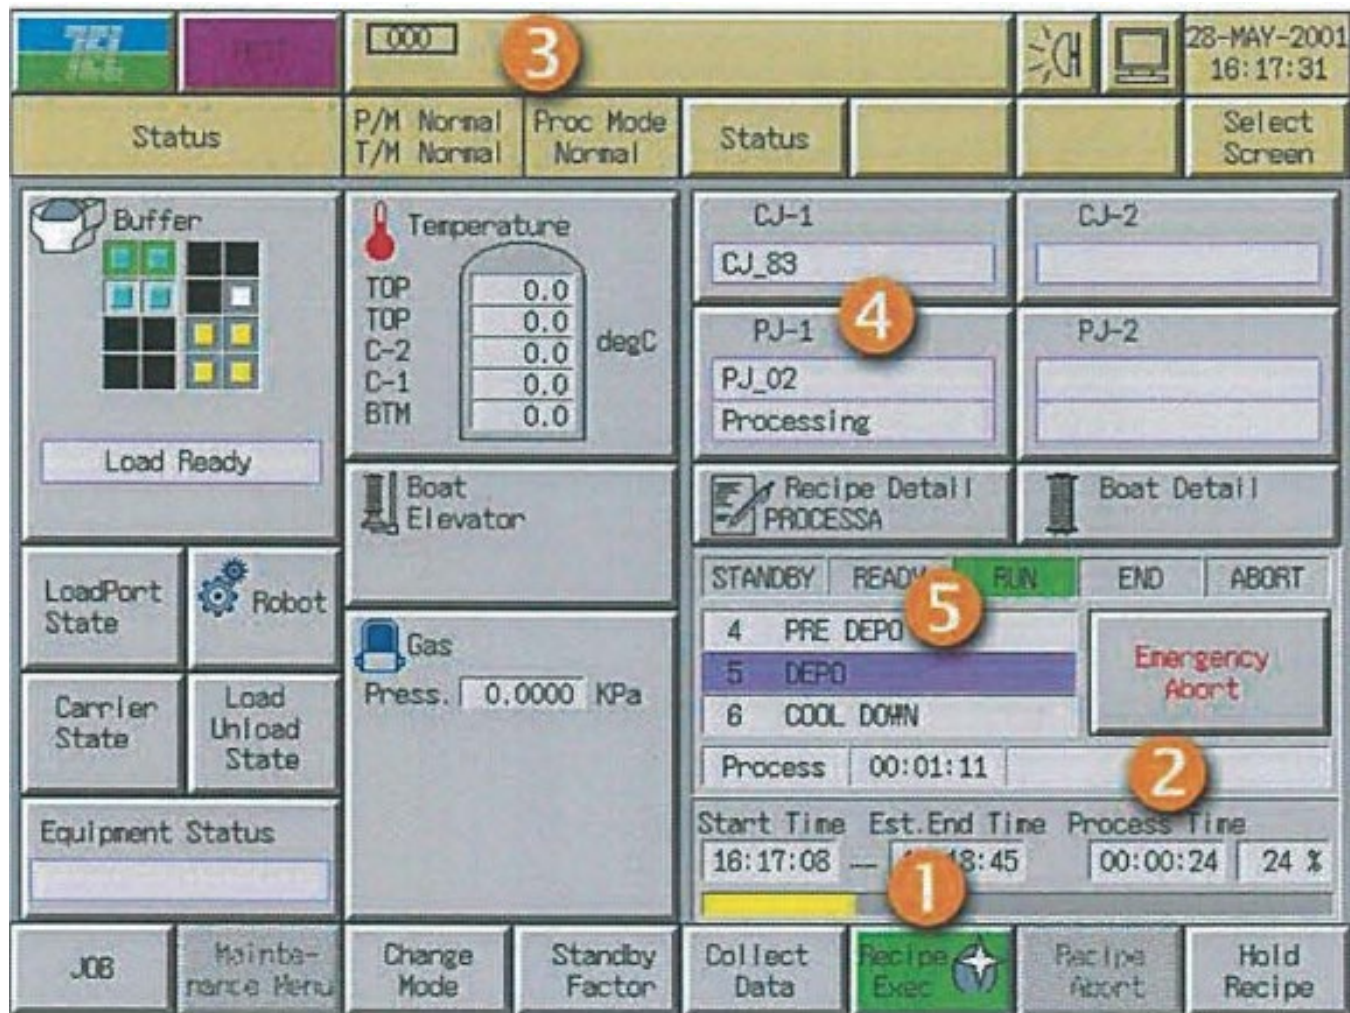 TEL
000
3
28-MAY-2001
16:17:31
Status
P/M Normal
T/M Normal
Proc Mode
Normal
Status
Select
Screen
Buffer
Load Ready
Temperature
TOP 0.0
TOP 0.0
C-2 0.0
C-1 0.0
BTM 0.0
degC
CJ-1
CJ_83
CJ-2
4
PJ-1
PJ_02
Processing
PJ-2
Boat
Elevator
Recipe Detail
PROCESSA
Boat Detail
LoadPort
State
Robot
STANDBY READY RUN END ABORT
5
4 PRE DEPO
5 DEPO
6 COOL DOWN
Emergency
Abort
Gas
Press. 0.0000 KPa
Carrier
State
Load
Unload
State
Process 00:01:11
2
Equipment Status
Start Time Est.End Time Process Time
16:17:03 — :18:45 00:00:24 24 %
1
JOB
Mainte-
nance Menu
Change
Mode
Standby
Factor
Collect
Data
Recipe
Exec
Recipe
Abort
Hold
Recipe